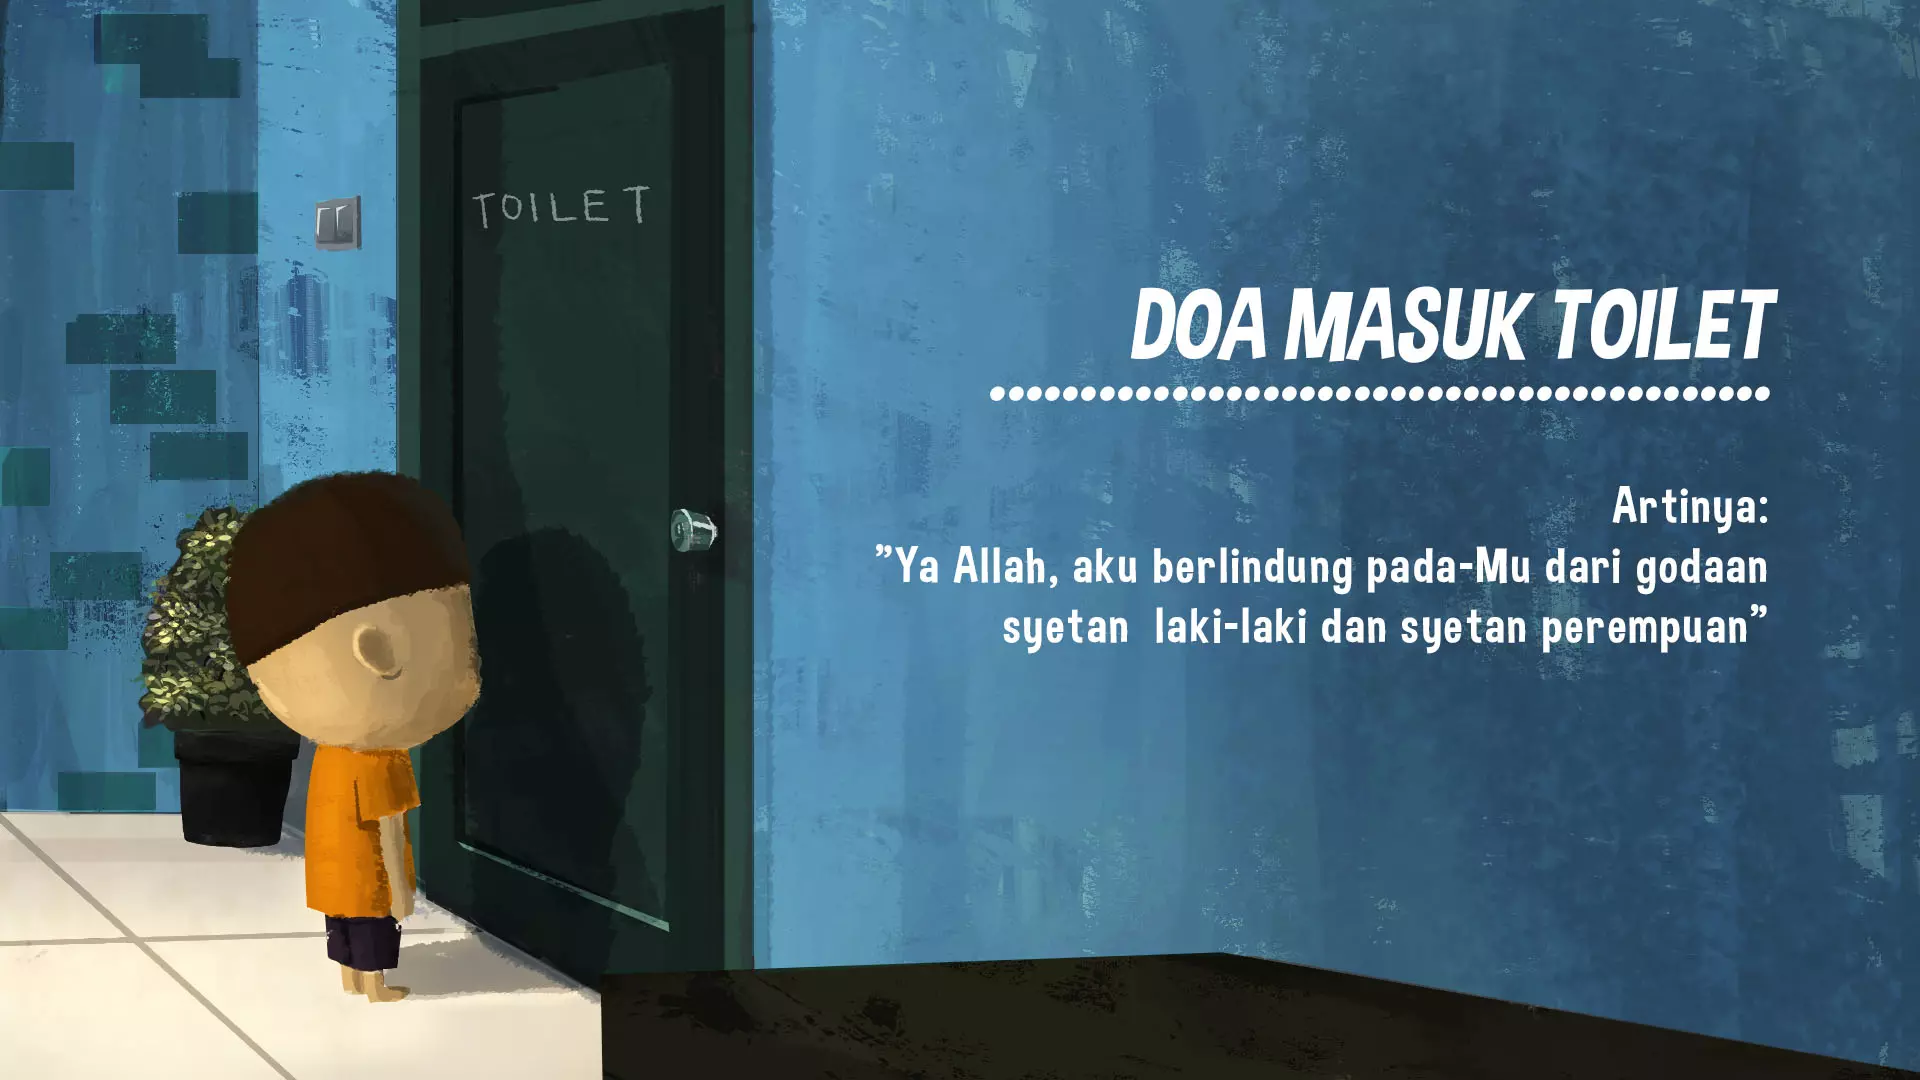 TOILET
DOA MASUK TOILET
Artinya:
”Ya Allah, aku berlindung pada-Mu dari godaan
syetan  laki-laki dan syetan perempuan”